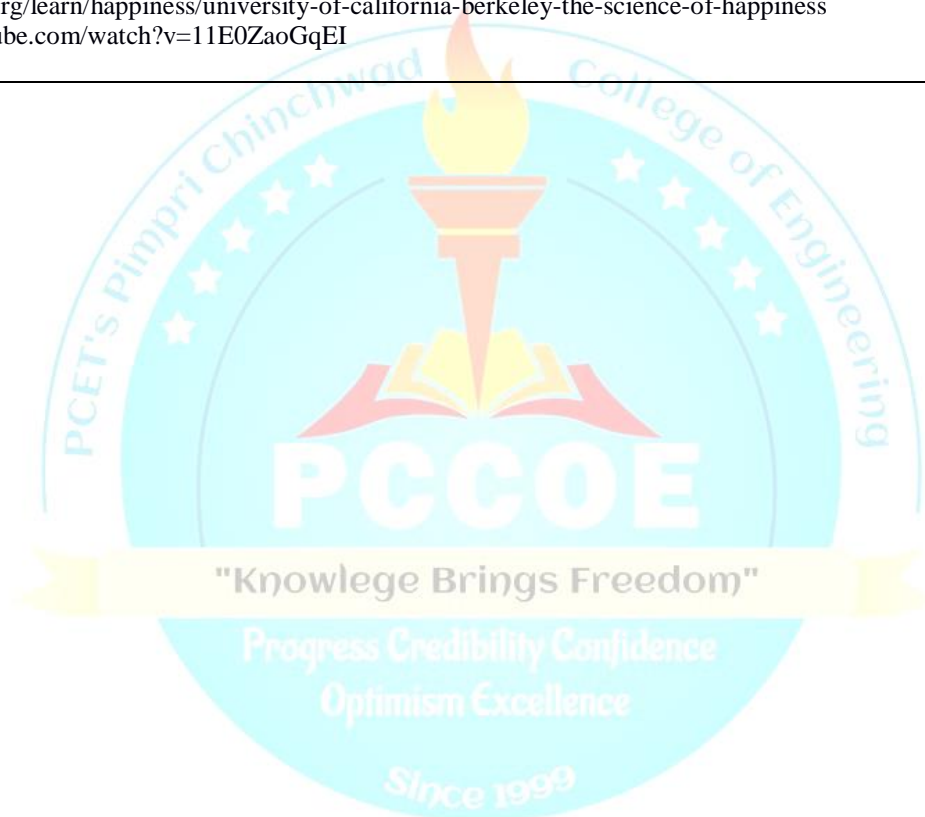 rg/learn/happiness/university-of-california-berkeley-the-science-of-happiness
ube.com/watch?v=11E0ZaoGqEI
PCET's Pimpri Chinchwad College of Engineering
PCCOE
"Knowlege Brings Freedom"
Progress Credibility Confidence
Optimism Excellence
Since 1999